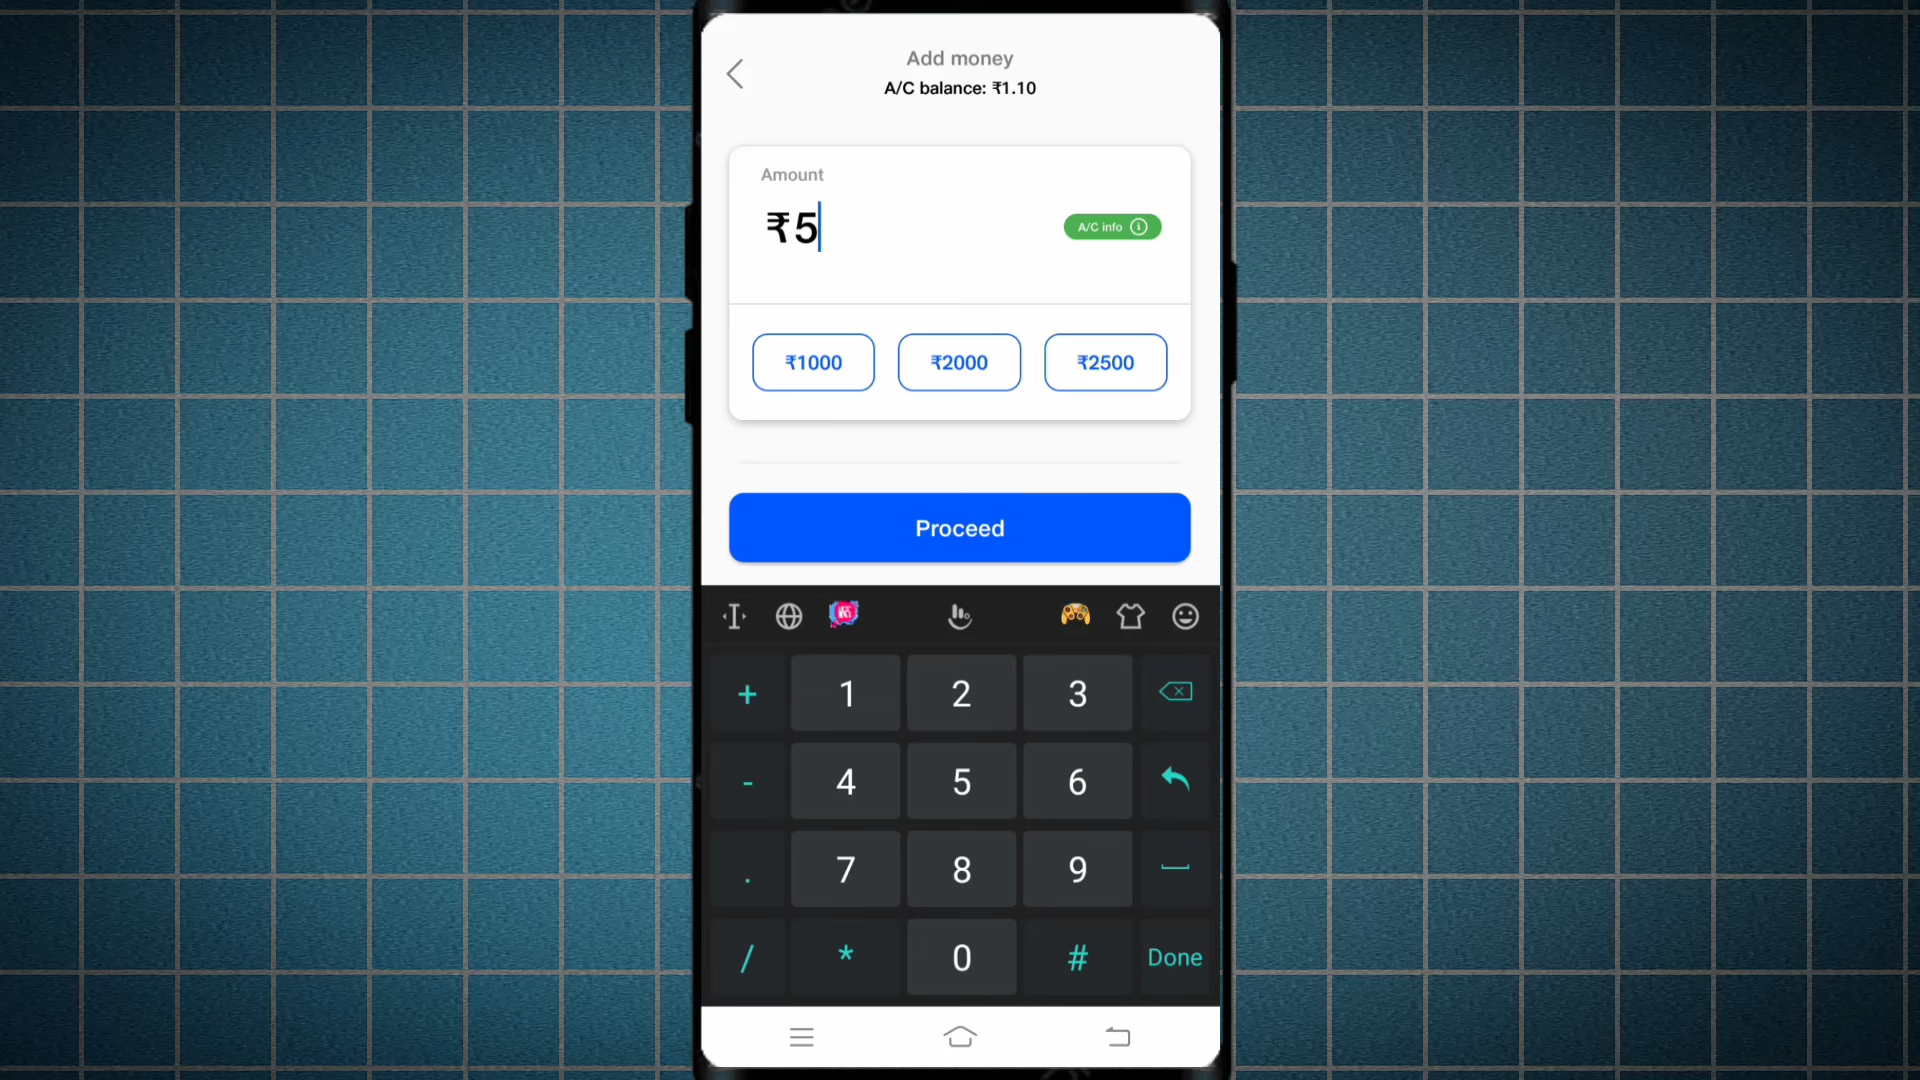 Add money
A/C balance: ₹1.10
Amount
₹5
A/C info
₹1000 ₹2000 ₹2500
Proceed
+ 1 2 3
- 4 5 6
. 7 8 9
/ * 0 # Done